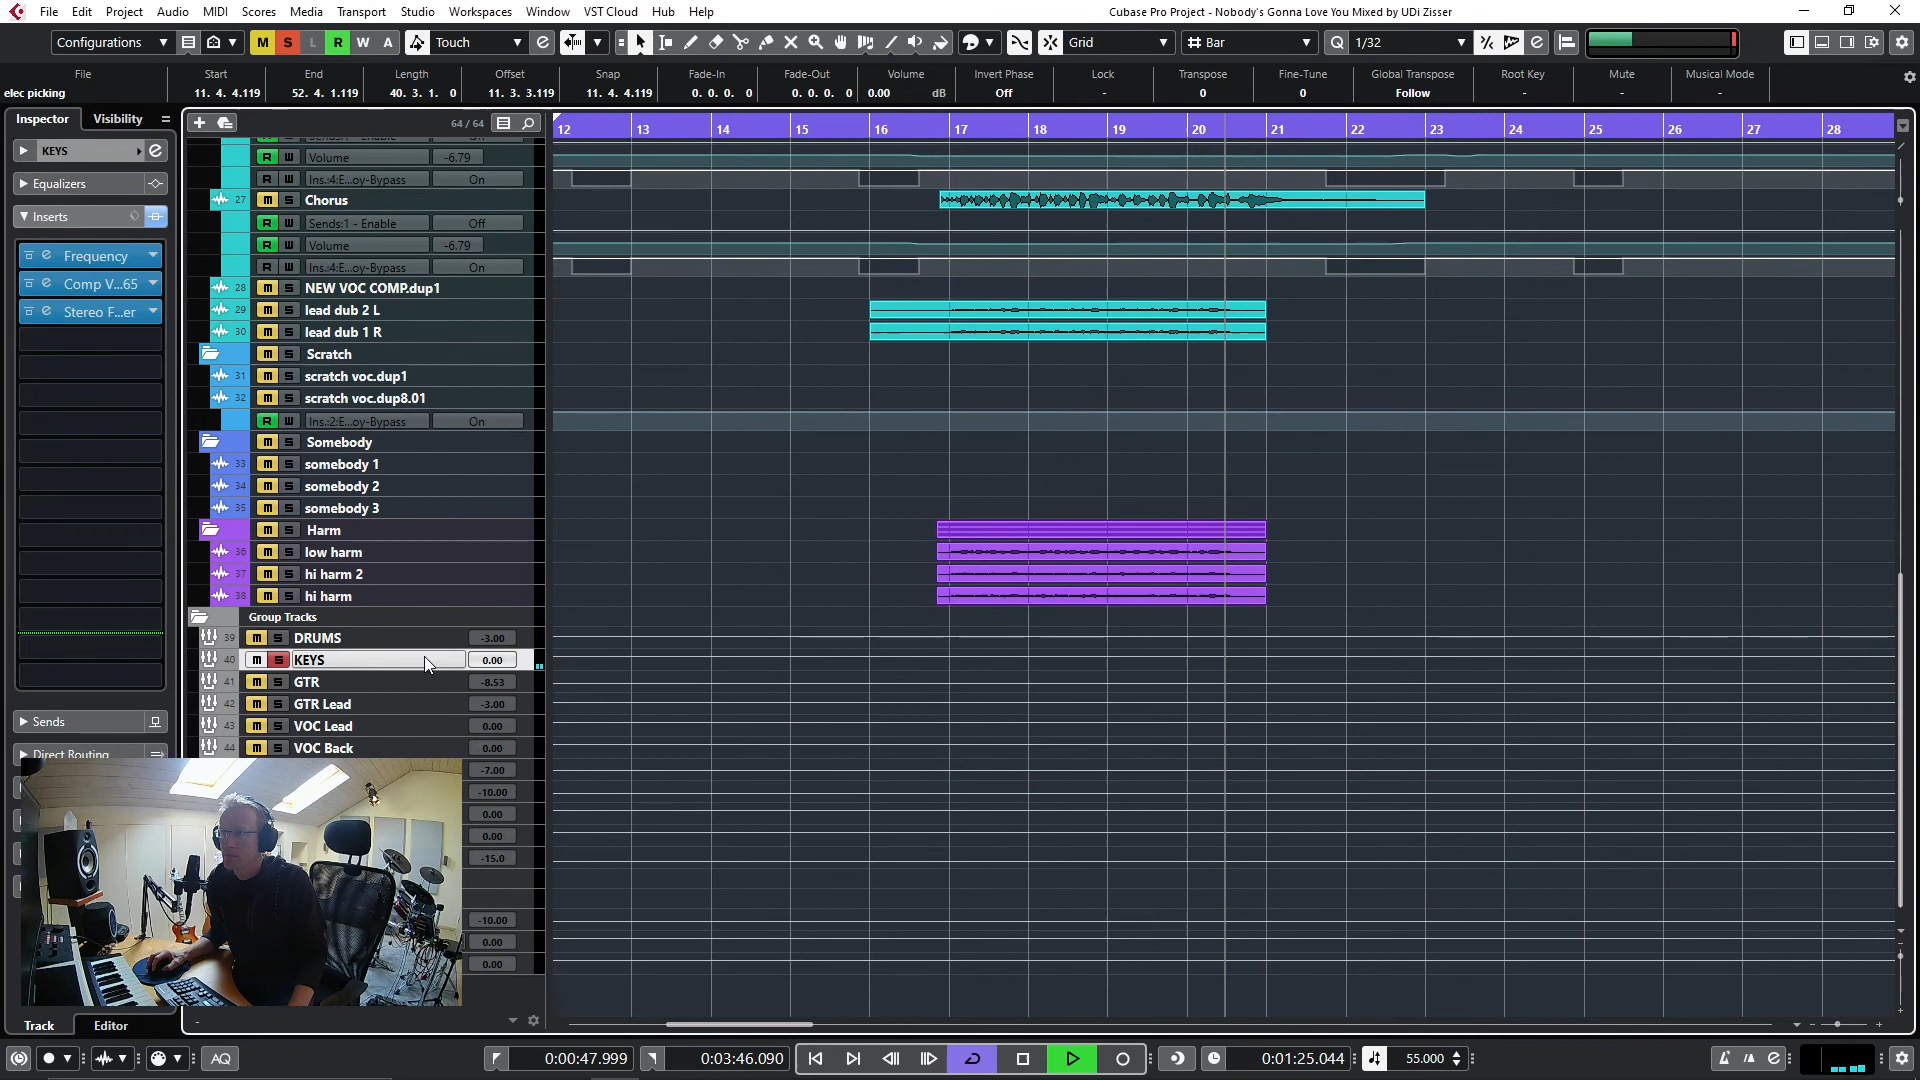 File Edit Project Audio MIDI Scores Media Transport Studio Workspaces Window VST Cloud Hub Help
Cubase Pro Project - Nobody's Gonna Love You Mixed by UDi Zisser
Configurations M S L R W A Touch Grid Bar Q 1/32
File Start End Length Offset Snap Fade-In Fade-Out Volume Invert Phase Lock Transpose Fine-Tune Global Transpose Root Key Mute Musical Mode
elec picking 11. 4. 4.119 52. 4. 1.119 40. 3. 1. 0 11. 3. 3.119 11. 4. 4.119 0. 0. 0. 0 0. 0. 0. 0 0.00 dB Off - 0 0 Follow - - -
Inspector Visibility
64 / 64
12 13 14 15 16 17 18 19 20 21 22 23 24 25 26 27 28
KEYS
Equalizers
Inserts
Frequency
Comp V...65
Stereo F...er
Sends
Direct Routing
R W Volume -6.79
R W Ins.:4:E...oy-Bypass On
27 m S Chorus
R W Sends:1 - Enable Off
R W Volume -6.79
R W Ins.:4:E...oy-Bypass On
28 m S NEW VOC COMP.dup1
29 m S lead dub 2 L
30 m S lead dub 1 R
m S Scratch
31 m S scratch voc.dup1
32 m S scratch voc.dup8.01
R W Ins.:2:E...oy-Bypass On
m S Somebody
33 m S somebody 1
34 m S somebody 2
35 m S somebody 3
m S Harm
36 m S low harm
37 m S hi harm 2
38 m S hi harm
Group Tracks
39 m S DRUMS -3.00
40 m S KEYS 0.00
41 m S GTR -8.53
42 m S GTR Lead -3.00
43 m S VOC Lead 0.00
44 m S VOC Back 0.00
-7.00
-10.00
0.00
0.00
-15.0
-10.00
0.00
0.00
Track Editor
AQ 0:00:47.999 0:03:46.090 0:01:25.044 55.000